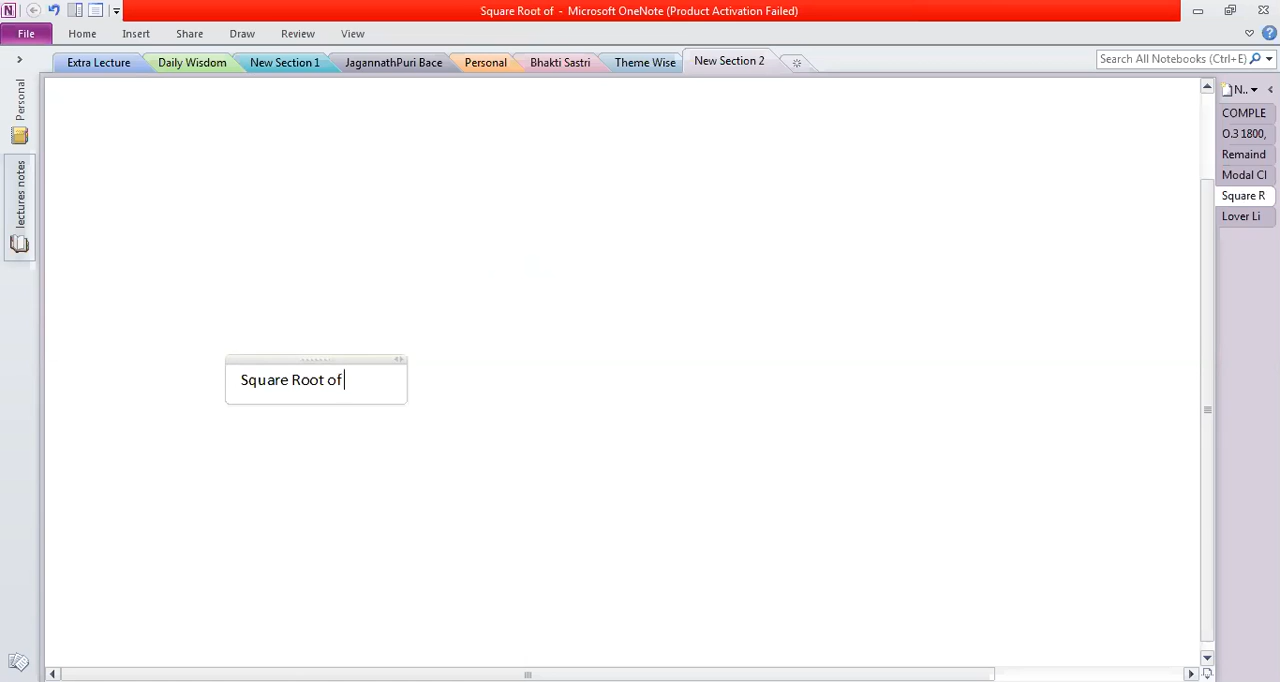 Square Root of - Microsoft OneNote (Product Activation Failed)
File Home Insert Share Draw Review View
Extra Lecture Daily Wisdom New Section 1 JagannathPuri Bace Personal Bhakti Sastri Theme Wise New Section 2
Search All Notebooks (Ctrl+E)
Personal
lectures notes
N..
COMPLE
O.3 1800,
Remaind
Modal Cl
Square R
Lover Li
Square Root of